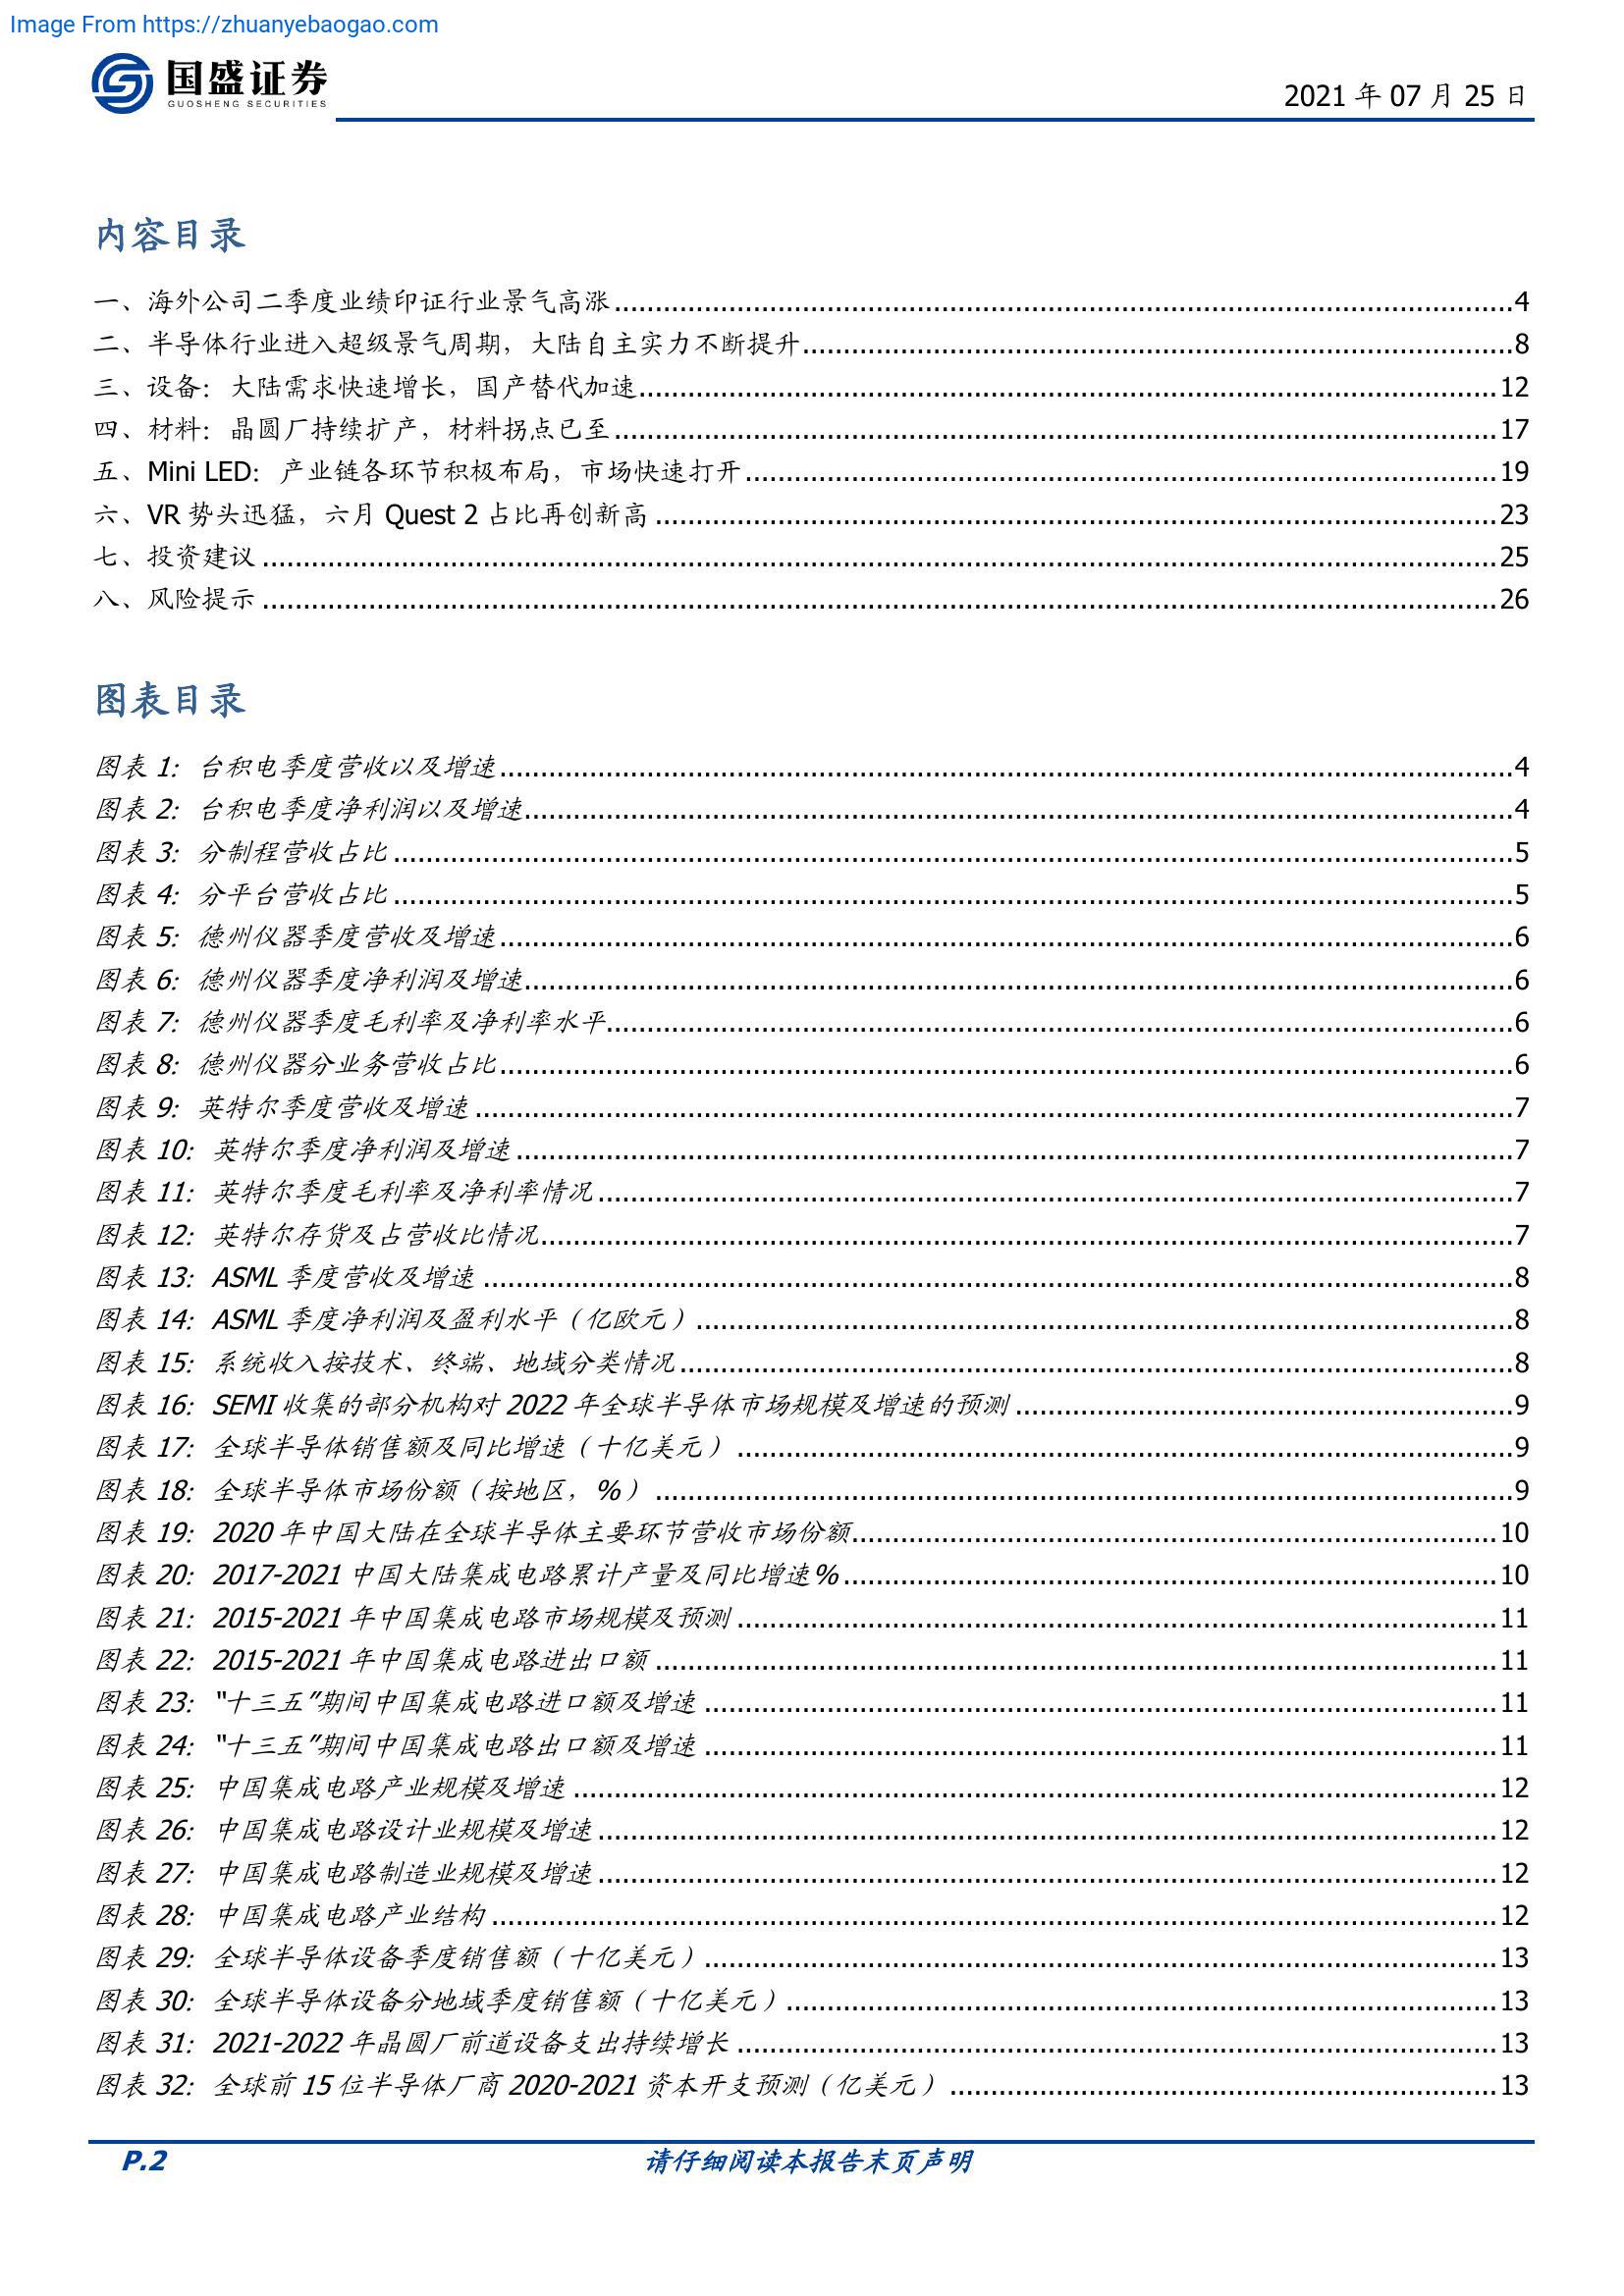 Image From https://zhuanyebaogao.com
国盛证券
GUOSHENG SECURITIES
2021 年 07 月 25 日
内容目录
一、海外公司二季度业绩印证行业景气高涨 4
二、半导体行业进入超级景气周期，大陆自主实力不断提升 8
三、设备：大陆需求快速增长，国产替代加速 12
四、材料：晶圆厂持续扩产，材料拐点已至 17
五、Mini LED：产业链各环节积极布局，市场快速打开 19
六、VR 势头迅猛，六月 Quest 2 占比再创新高 23
七、投资建议 25
八、风险提示 26
图表目录
图表 1：台积电季度营收以及增速 4
图表 2：台积电季度净利润以及增速 4
图表 3：分制程营收占比 5
图表 4：分平台营收占比 5
图表 5：德州仪器季度营收及增速 6
图表 6：德州仪器季度净利润及增速 6
图表 7：德州仪器季度毛利率及净利率水平 6
图表 8：德州仪器分业务营收占比 6
图表 9：英特尔季度营收及增速 7
图表 10：英特尔季度净利润及增速 7
图表 11：英特尔季度毛利率及净利率情况 7
图表 12：英特尔存货及占营收比情况 7
图表 13：ASML 季度营收及增速 8
图表 14：ASML 季度净利润及盈利水平（亿欧元） 8
图表 15：系统收入按技术、终端、地域分类情况 8
图表 16：SEMI 收集的部分机构对 2022 年全球半导体市场规模及增速的预测 9
图表 17：全球半导体销售额及同比增速（十亿美元） 9
图表 18：全球半导体市场份额（按地区，%） 9
图表 19：2020 年中国大陆在全球半导体主要环节营收市场份额 10
图表 20：2017-2021 中国大陆集成电路累计产量及同比增速% 10
图表 21：2015-2021 年中国集成电路市场规模及预测 11
图表 22：2015-2021 年中国集成电路进出口额 11
图表 23：“十三五”期间中国集成电路进口额及增速 11
图表 24：“十三五”期间中国集成电路出口额及增速 11
图表 25：中国集成电路产业规模及增速 12
图表 26：中国集成电路设计业规模及增速 12
图表 27：中国集成电路制造业规模及增速 12
图表 28：中国集成电路产业结构 12
图表 29：全球半导体设备季度销售额（十亿美元） 13
图表 30：全球半导体设备分地域季度销售额（十亿美元） 13
图表 31：2021-2022 年晶圆厂前道设备支出持续增长 13
图表 32：全球前 15 位半导体厂商 2020-2021 资本开支预测（亿美元） 13
P.2
请仔细阅读本报告末页声明